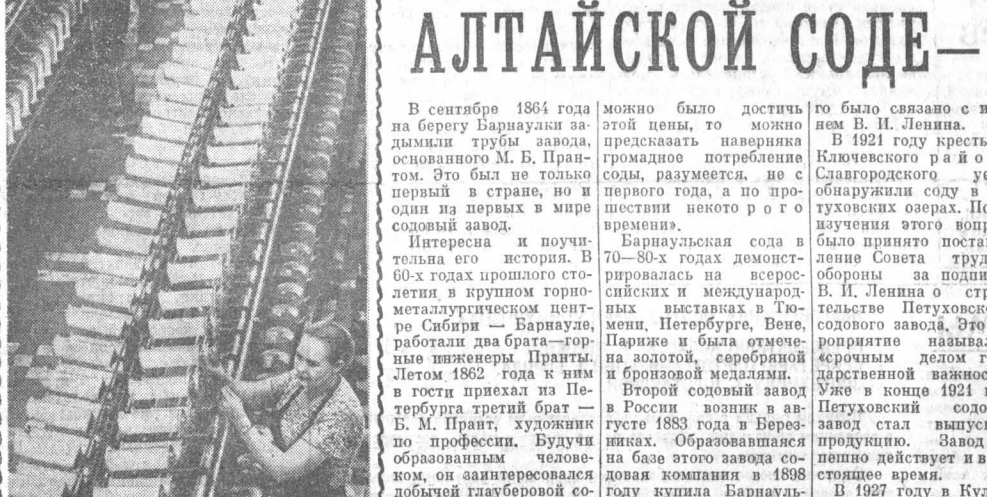 АЛТАЙСКОЙ СОДЕ—
В сентябре 1864 года
на берегу Барнаулки за-
дымили трубы завода,
основанного М. Б. Пран-
том. Это был не только
первый в стране, но и
один из первых в мире
содовый завод.
Интересна и поучи-
тельна его история. В
60-х годах прошлого сто-
летия в крупном горно-
металлургическом цент-
ре Сибири — Барнауле,
работали два брата—гор-
ные инженеры Пранты.
Летом 1862 года к ним
в гости приехал из Пе-
тербурга третий брат —
Б. М. Прант, художник
по профессии. Будучи
образованным челове-
ком, он заинтересовался
добычей глауберовой со-
можно было достичь
этой цены, то можно
предсказать наверняка
громадное потребление
соды, разумеется, не с
первого года, а по про-
шествии некото р о г о
времени».
Барнаульская сода в
70—80-х годах демонст-
рировалась на всерос-
сийских и международ-
ных выставках в Тю-
мени, Петербурге, Вене,
Париже и была отмече-
на золотой, серебряной
и бронзовой медалями.
Второй содовый завод
в России возник в ав-
густе 1883 года в Берез-
никах. Образовавшаяся
на базе этого завода со-
довая компания в 1898
году купила Барнауль-
го было связано с и
нем В. И. Ленина.
В 1921 году кресть
Ключевского р а й о
Славгородского уе
обнаружили соду в
туховских озерах. По
изучения этого вопр
было принято постан
ление Совета труд
обороны за подпи
В. И. Ленина о стр
тельстве Петуховско
содового завода. Это
роприятие называл
«срочным делом г
дарственной важнос
Уже в конце 1921 г
Петуховский содо
завод стал выпуск
продукцию. Завод
пешно действует и в
стоящее время.
В 1927 году в Кул